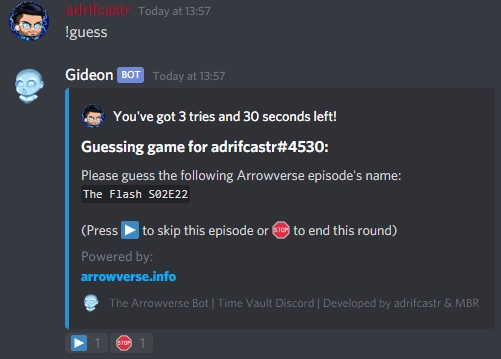 adrifcastr Today at 13:57
!guess
Gideon BOT Today at 13:57
You've got 3 tries and 30 seconds left!
Guessing game for adrifcastr#4530:
Please guess the following Arrowverse episode's name:
The Flash S02E22
(Press ▶ to skip this episode or STOP to end this round)
Powered by:
arrowverse.info
The Arrowverse Bot | Time Vault Discord | Developed by adrifcastr & MBR
▶ 1 STOP 1